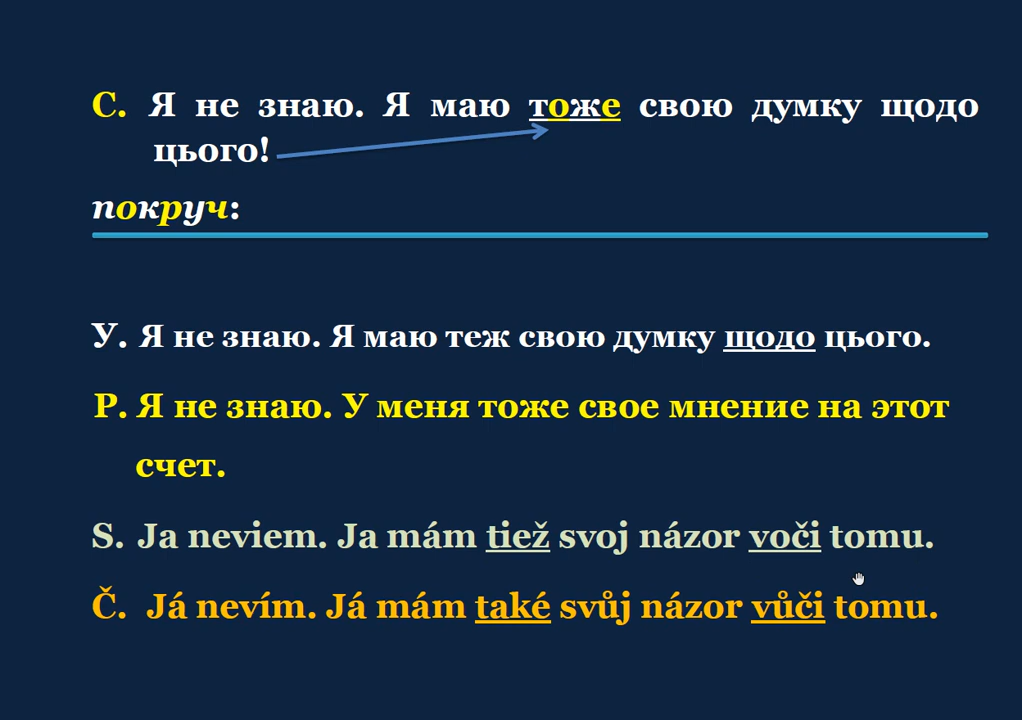 С. Я не знаю. Я маю тоже свою думку щодо
цього!
покруч:
У. Я не знаю. Я маю теж свою думку щодо цього.
Р. Я не знаю. У меня тоже свое мнение на этот
счет.
S. Ja neviem. Ja mám tiež svoj názor voči tomu.
Č. Já nevím. Já mám také svůj názor vůči tomu.